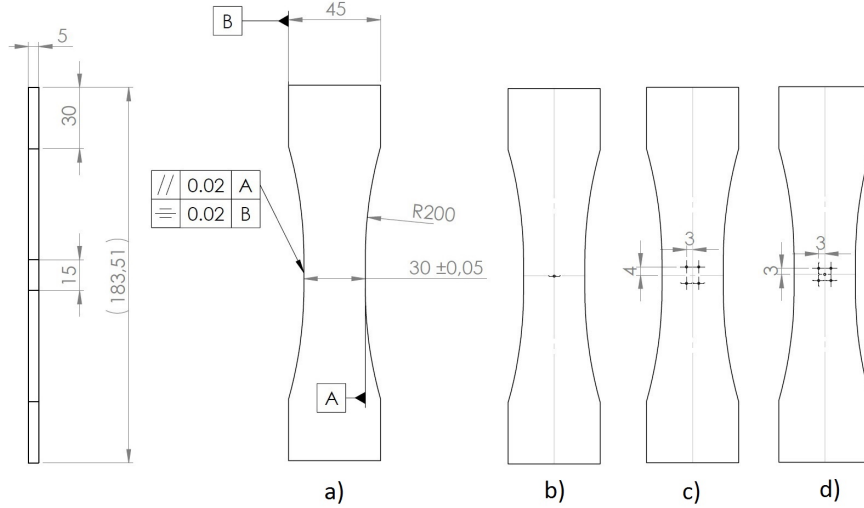 B
45
5
30
// 0.02 A
⌯ 0.02 B
R200
3
3
15
(183,51)
30 ±0,05
4
3
A
a)
b)
c)
d)